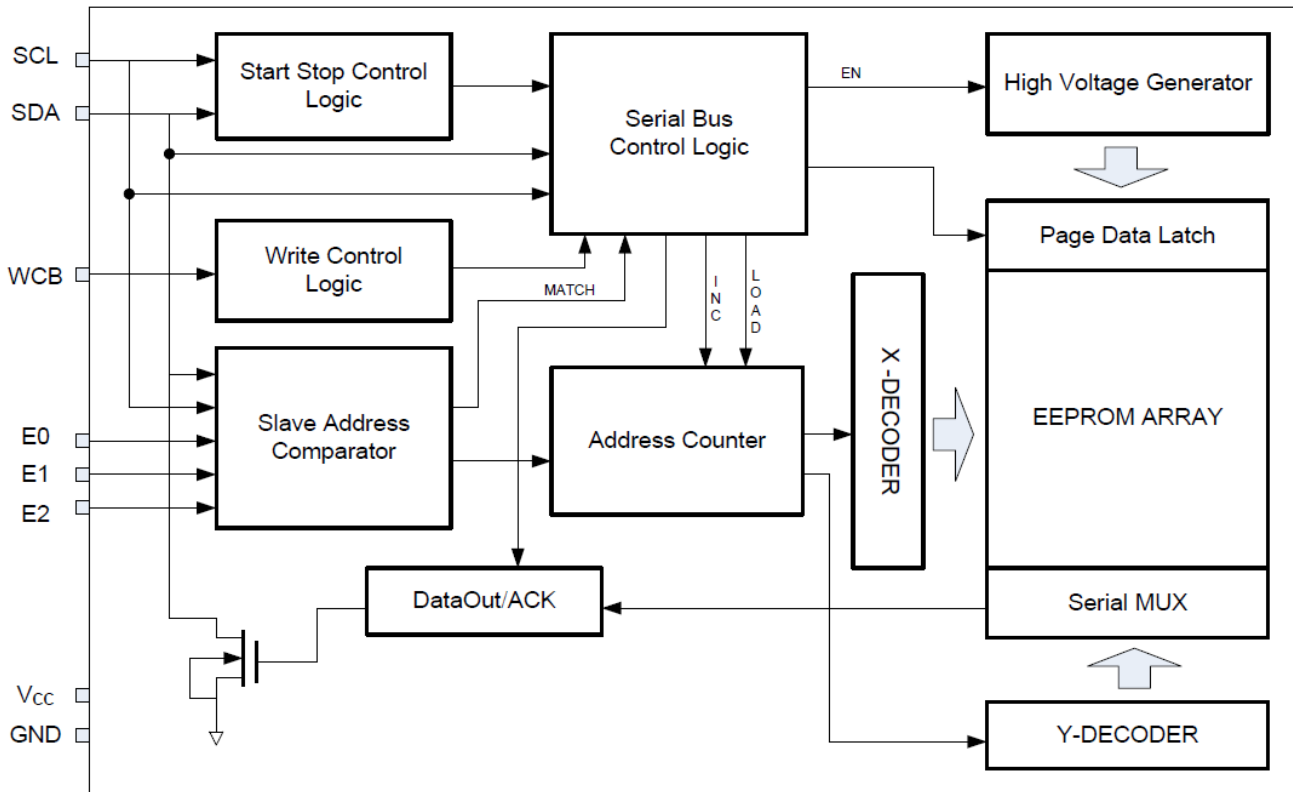 SCL
SDA
WCB
E0
E1
E2
Vcc
GND
Start Stop Control
Logic
Write Control
Logic
Slave Address
Comparator
Serial Bus
Control Logic
EN
MATCH
INC
LOAD
Address Counter
DataOut/ACK
X -DECODER
High Voltage Generator
Page Data Latch
EEPROM ARRAY
Serial MUX
Y-DECODER